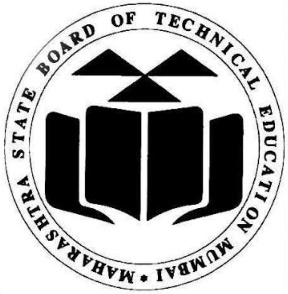 MAHARASHTRA STATE BOARD OF TECHNICAL EDUCATION MUMBAI *